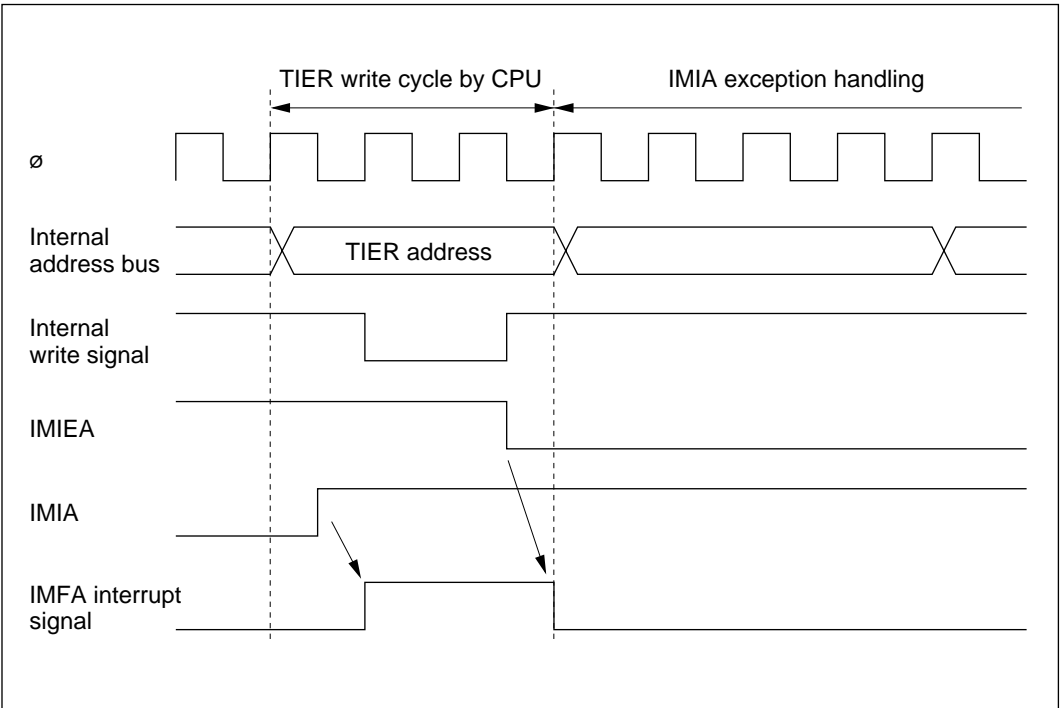 TIER write cycle by CPU
IMIA exception handling
ø
Internal
address bus
TIER address
Internal
write signal
IMIEA
IMIA
IMFA interrupt
signal